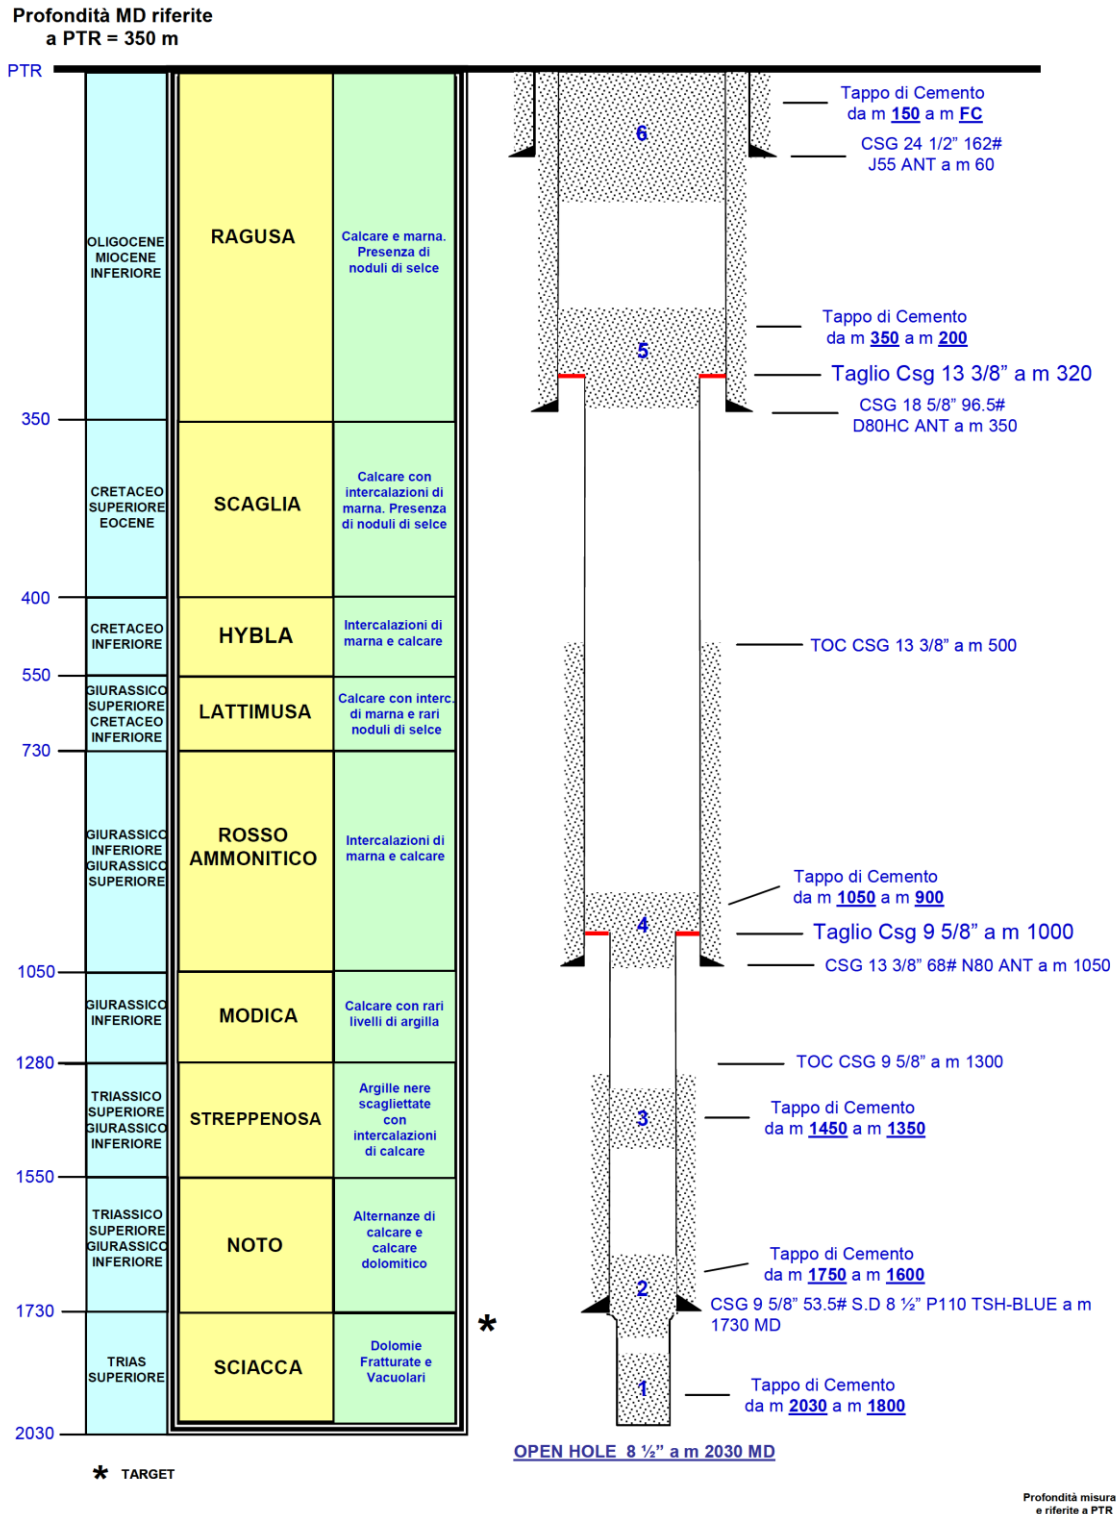 Profondità MD riferite
a PTR = 350 m
PTR
OLIGOCENE
MIOCENE
INFERIORE
RAGUSA
Calcare e marna.
Presenza di
noduli di selce
350
CRETACEO
SUPERIORE
EOCENE
SCAGLIA
Calcare con
intercalazioni di
marna. Presenza
di noduli di selce
400
CRETACEO
INFERIORE
HYBLA
Intercalazioni di
marna e calcare
550
GIURASSICO
SUPERIORE
CRETACEO
INFERIORE
LATTIMUSA
Calcare con interc.
di marna e rari
noduli di selce
730
GIURASSICO
INFERIORE
GIURASSICO
SUPERIORE
ROSSO
AMMONITICO
Intercalazioni di
marna e calcare
1050
GIURASSICO
INFERIORE
MODICA
Calcare con rari
livelli di argilla
1280
TRIASSICO
SUPERIORE
GIURASSICO
INFERIORE
STREPPENOSA
Argille nere
scagliettate
con
intercalazioni
di calcare
1550
TRIASSICO
SUPERIORE
GIURASSICO
INFERIORE
NOTO
Alternanze di
calcare e
calcare
dolomitico
1730
TRIAS
SUPERIORE
SCIACCA
Dolomie
Fratturate e
Vacuolari
2030
* TARGET
*
6
Tappo di Cemento
da m 150 a m FC
CSG 24 1/2” 162#
J55 ANT a m 60
5
Tappo di Cemento
da m 350 a m 200
Taglio Csg 13 3/8” a m 320
CSG 18 5/8” 96.5#
D80HC ANT a m 350
TOC CSG 13 3/8” a m 500
4
Tappo di Cemento
da m 1050 a m 900
Taglio Csg 9 5/8” a m 1000
CSG 13 3/8” 68# N80 ANT a m 1050
TOC CSG 9 5/8” a m 1300
3
Tappo di Cemento
da m 1450 a m 1350
2
Tappo di Cemento
da m 1750 a m 1600
CSG 9 5/8” 53.5# S.D 8 ½” P110 TSH-BLUE a m
1730 MD
1
Tappo di Cemento
da m 2030 a m 1800
OPEN HOLE 8 ½” a m 2030 MD
Profondità misura
e riferite a PTR